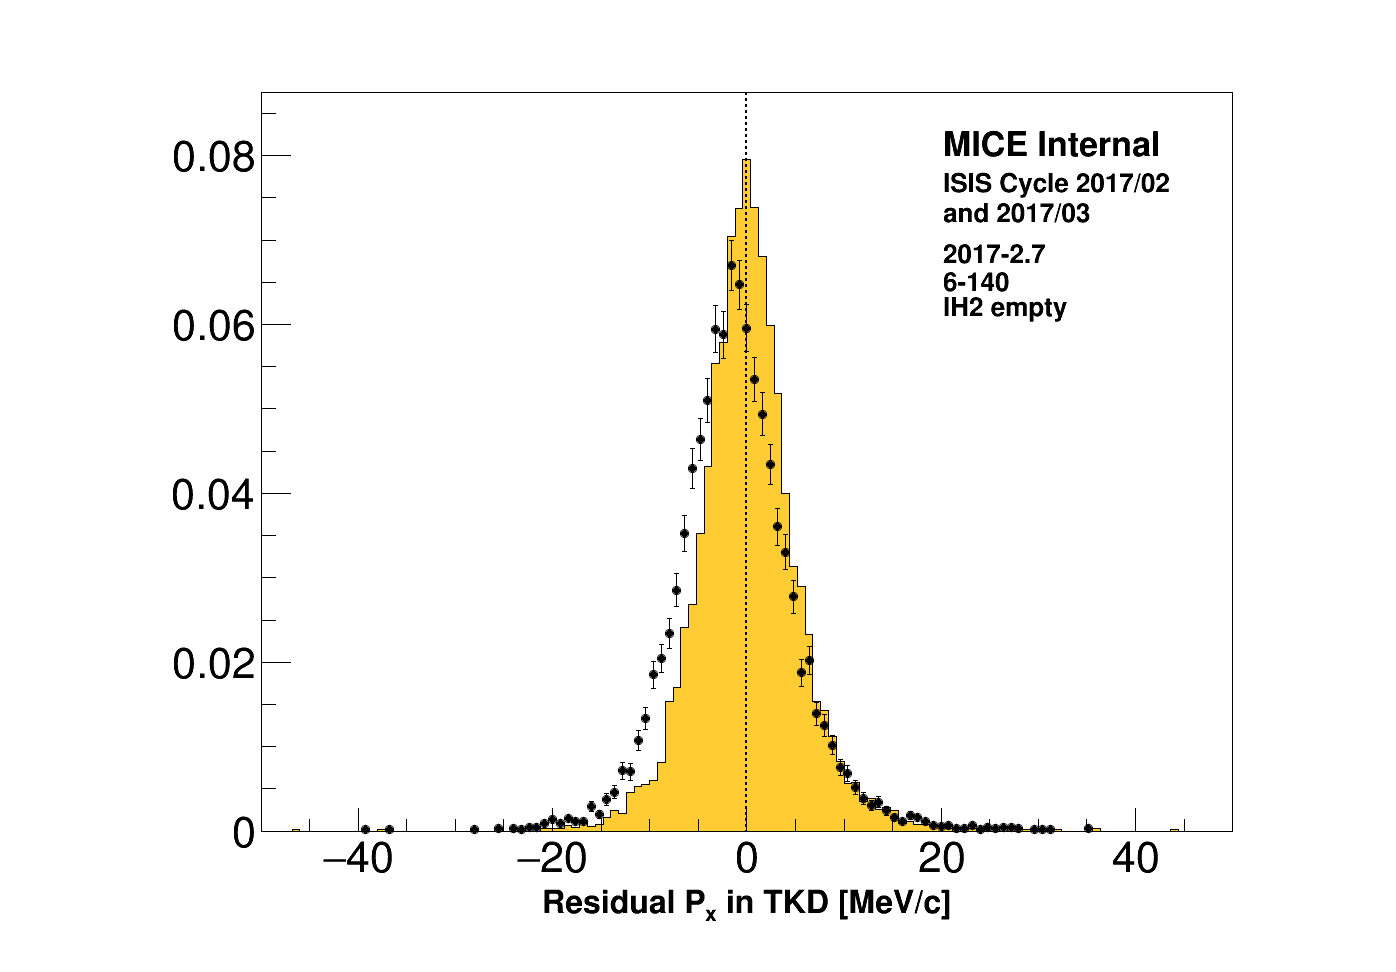 MICE Internal
ISIS Cycle 2017/02
and 2017/03
2017-2.7
6-140
IH2 empty
0.08
0.06
0.04
0.02
0
−40 −20 0 20 40
Residual Px in TKD [MeV/c]